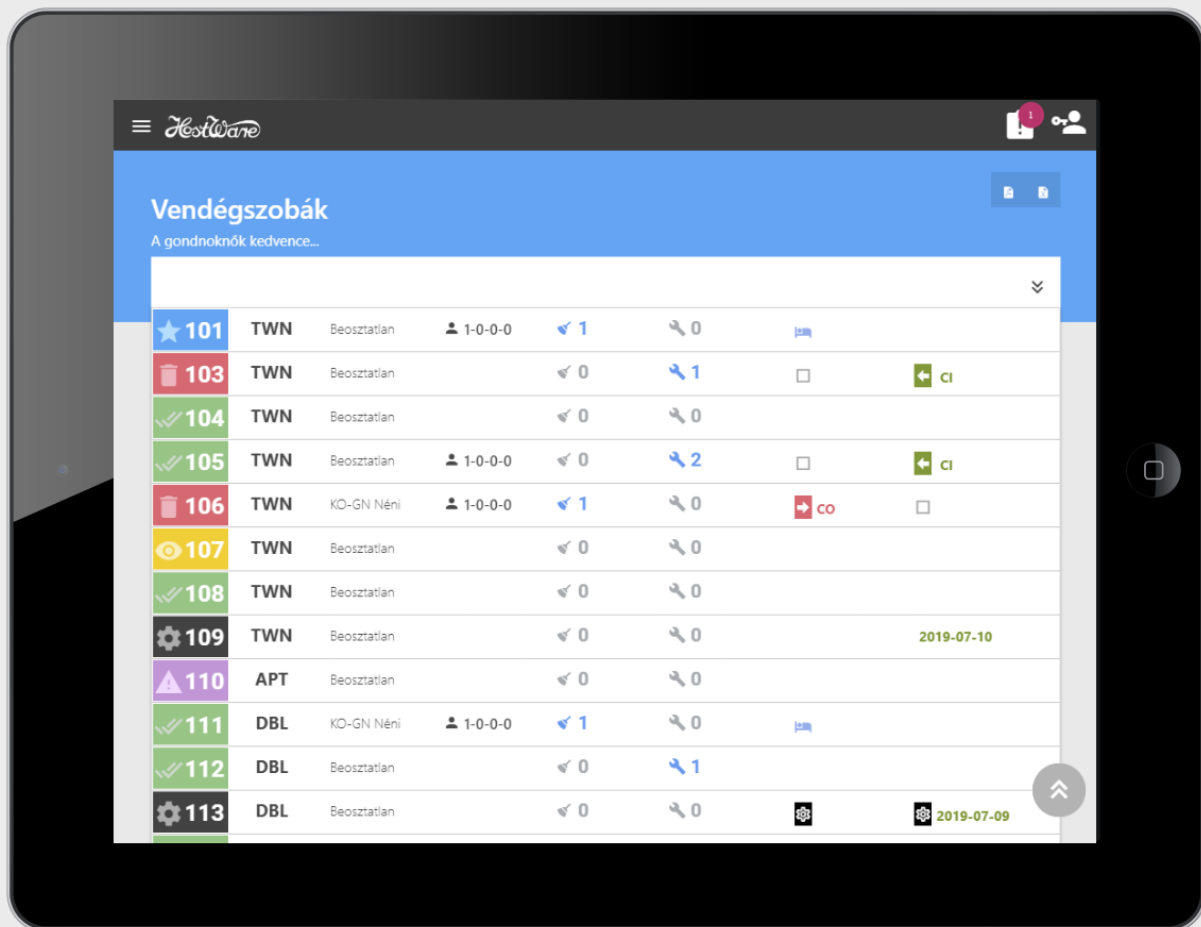 HostWare
1
Vendégszobák
A gondnoknők kedvence...
101 TWN Beosztatlan 1-0-0-0 1 0
103 TWN Beosztatlan 0 1 CI
104 TWN Beosztatlan 0 0
105 TWN Beosztatlan 1-0-0-0 0 2 CI
106 TWN KO-GN Néni 1-0-0-0 1 0 CO
107 TWN Beosztatlan 0 0
108 TWN Beosztatlan 0 0
109 TWN Beosztatlan 0 0 2019-07-10
110 APT Beosztatlan 0 0
111 DBL KO-GN Néni 1-0-0-0 1 0
112 DBL Beosztatlan 0 1
113 DBL Beosztatlan 0 0 2019-07-09